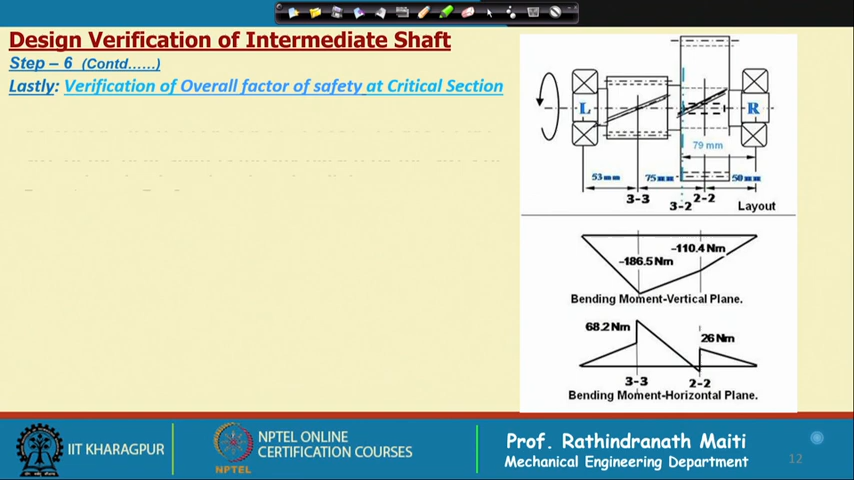 Design Verification of Intermediate Shaft
Step – 6 (Contd......)
Lastly: Verification of Overall factor of safety at Critical Section
L
R
79 mm
53 mm
75 mm
50 mm
3-3
2-2
3-2
Layout
-110.4 Nm
-186.5 Nm
Bending Moment-Vertical Plane.
68.2 Nm
26 Nm
3-3
2-2
Bending Moment-Horizontal Plane.
IIT KHARAGPUR
NPTEL
NPTEL ONLINE
CERTIFICATION COURSES
Prof. Rathindranath Maiti
Mechanical Engineering Department
12